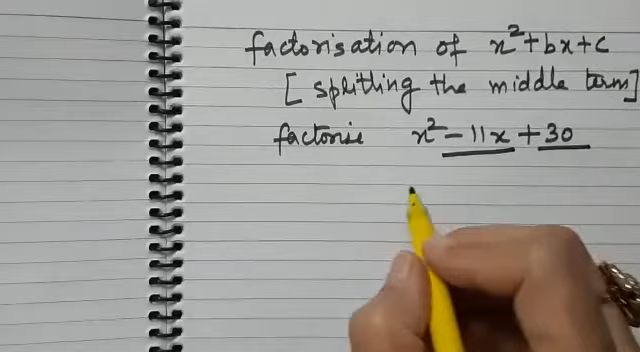 factorisation of x²+bx+c
[splitting the middle term]
factorise x² - 11x + 30